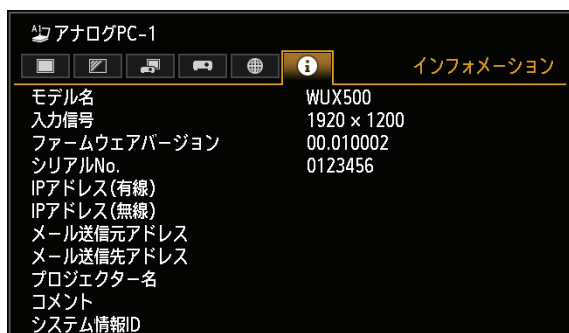 アナログPC-1
インフォメーション
モデル名 WUX500
入力信号 1920 × 1200
ファームウェアバージョン 00.010002
シリアルNo. 0123456
IPアドレス(有線)
IPアドレス(無線)
メール送信元アドレス
メール送信先アドレス
プロジェクター名
コメント
システム情報ID